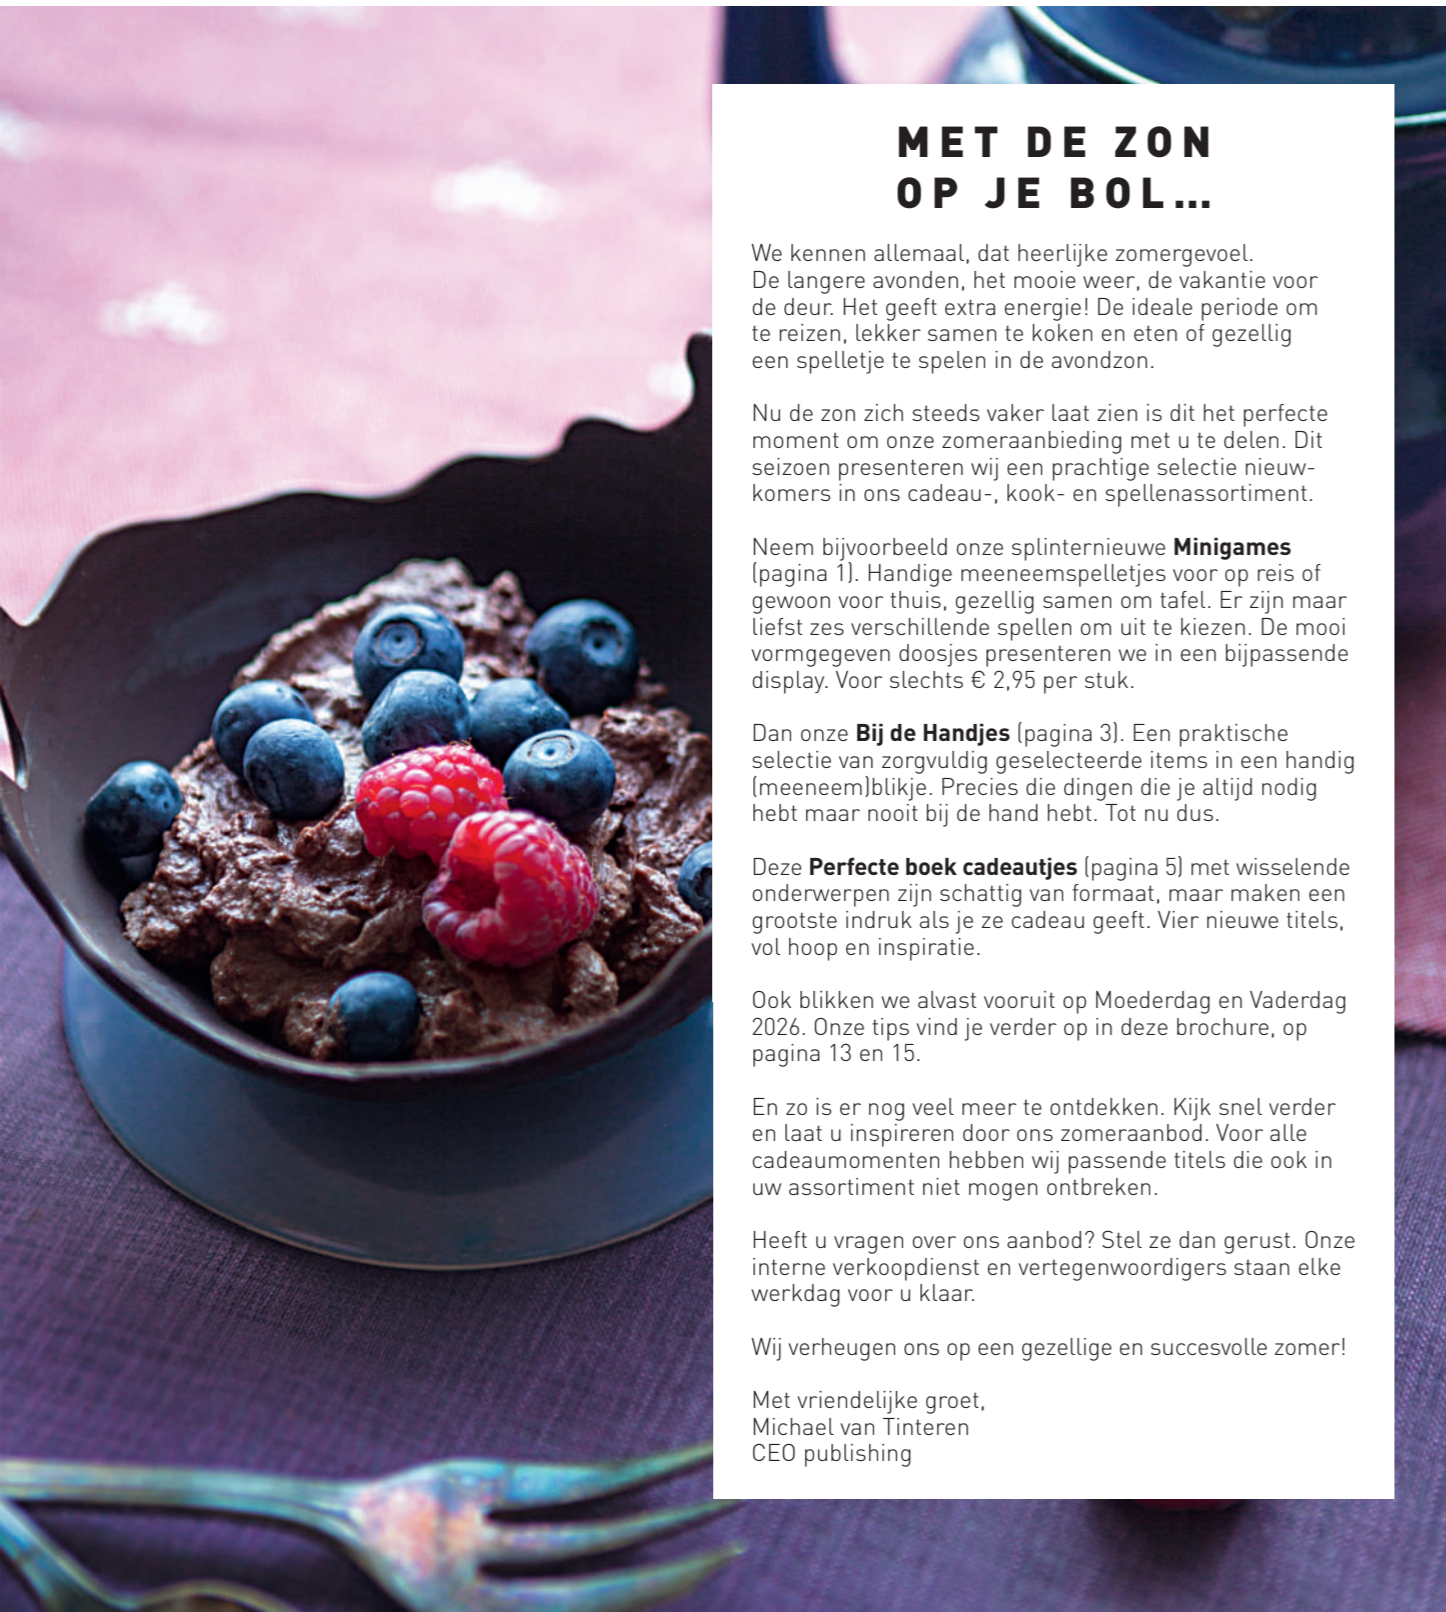 MET DE ZON
OP JE BOL...
We kennen allemaal, dat heerlijke zomergevoel.
De langere avonden, het mooie weer, de vakantie voor
de deur. Het geeft extra energie! De ideale periode om
te reizen, lekker samen te koken en eten of gezellig
een spelletje te spelen in de avondzon.
Nu de zon zich steeds vaker laat zien is dit het perfecte
moment om onze zomeraanbieding met u te delen. Dit
seizoen presenteren wij een prachtige selectie nieuw-
komers in ons cadeau-, kook- en spellenassortiment.
Neem bijvoorbeeld onze splinternieuwe Minigames
(pagina 1). Handige meeneemspelletjes voor op reis of
gewoon voor thuis, gezellig samen om tafel. Er zijn maar
liefst zes verschillende spellen om uit te kiezen. De mooi
vormgegeven doosjes presenteren we in een bijpassende
display. Voor slechts € 2,95 per stuk.
Dan onze Bij de Handjes (pagina 3). Een praktische
selectie van zorgvuldig geselecteerde items in een handig
(meeneem)blikje. Precies die dingen die je altijd nodig
hebt maar nooit bij de hand hebt. Tot nu dus.
Deze Perfecte boek cadeautjes (pagina 5) met wisselende
onderwerpen zijn schattig van formaat, maar maken een
grootste indruk als je ze cadeau geeft. Vier nieuwe titels,
vol hoop en inspiratie.
Ook blikken we alvast vooruit op Moederdag en Vaderdag
2026. Onze tips vind je verder op in deze brochure, op
pagina 13 en 15.
En zo is er nog veel meer te ontdekken. Kijk snel verder
en laat u inspireren door ons zomeraanbod. Voor alle
cadeaumomenten hebben wij passende titels die ook in
uw assortiment niet mogen ontbreken.
Heeft u vragen over ons aanbod? Stel ze dan gerust. Onze
interne verkoopdienst en vertegenwoordigers staan elke
werkdag voor u klaar.
Wij verheugen ons op een gezellige en succesvolle zomer!
Met vriendelijke groet,
Michael van Tinteren
CEO publishing